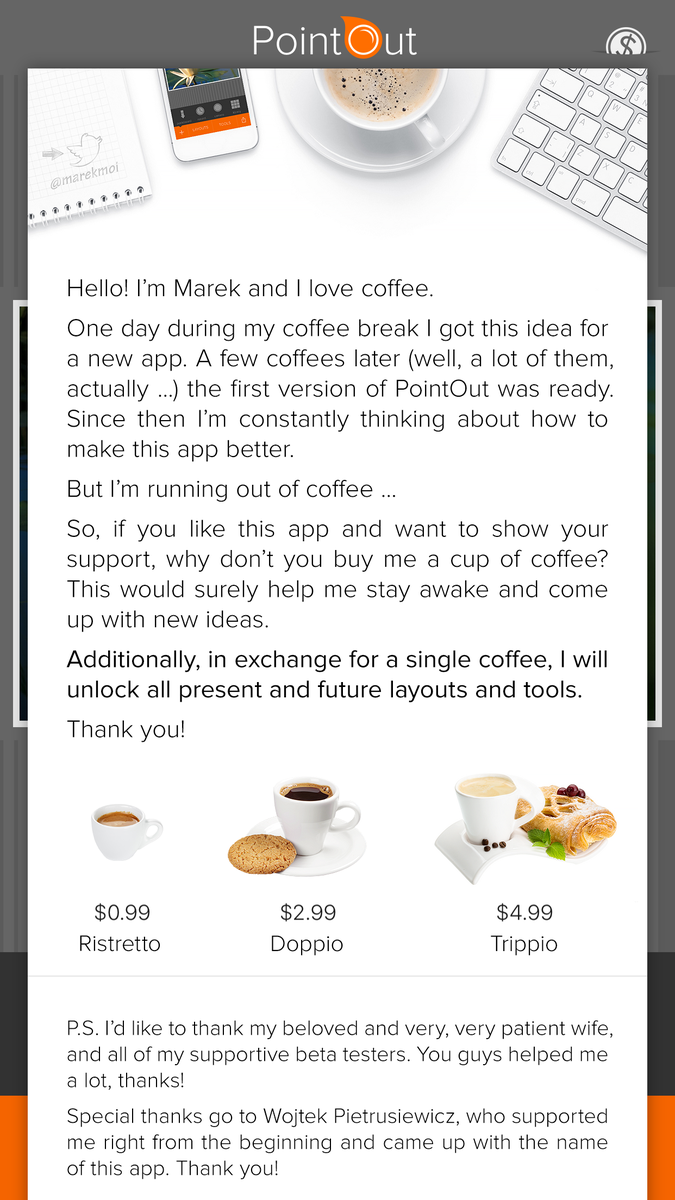 PointOut
$
@marekmoi
Hello! I’m Marek and I love coffee.
One day during my coffee break I got this idea for
a new app. A few coffees later (well, a lot of them,
actually ...) the first version of PointOut was ready.
Since then I’m constantly thinking about how to
make this app better.
But I’m running out of coffee ...
So, if you like this app and want to show your
support, why don’t you buy me a cup of coffee?
This would surely help me stay awake and come
up with new ideas.
Additionally, in exchange for a single coffee, I will
unlock all present and future layouts and tools.
Thank you!
$0.99 $2.99 $4.99
Ristretto Doppio Trippio
P.S. I’d like to thank my beloved and very, very patient wife,
and all of my supportive beta testers. You guys helped me
a lot, thanks!
Special thanks go to Wojtek Pietrusiewicz, who supported
me right from the beginning and came up with the name
of this app. Thank you!